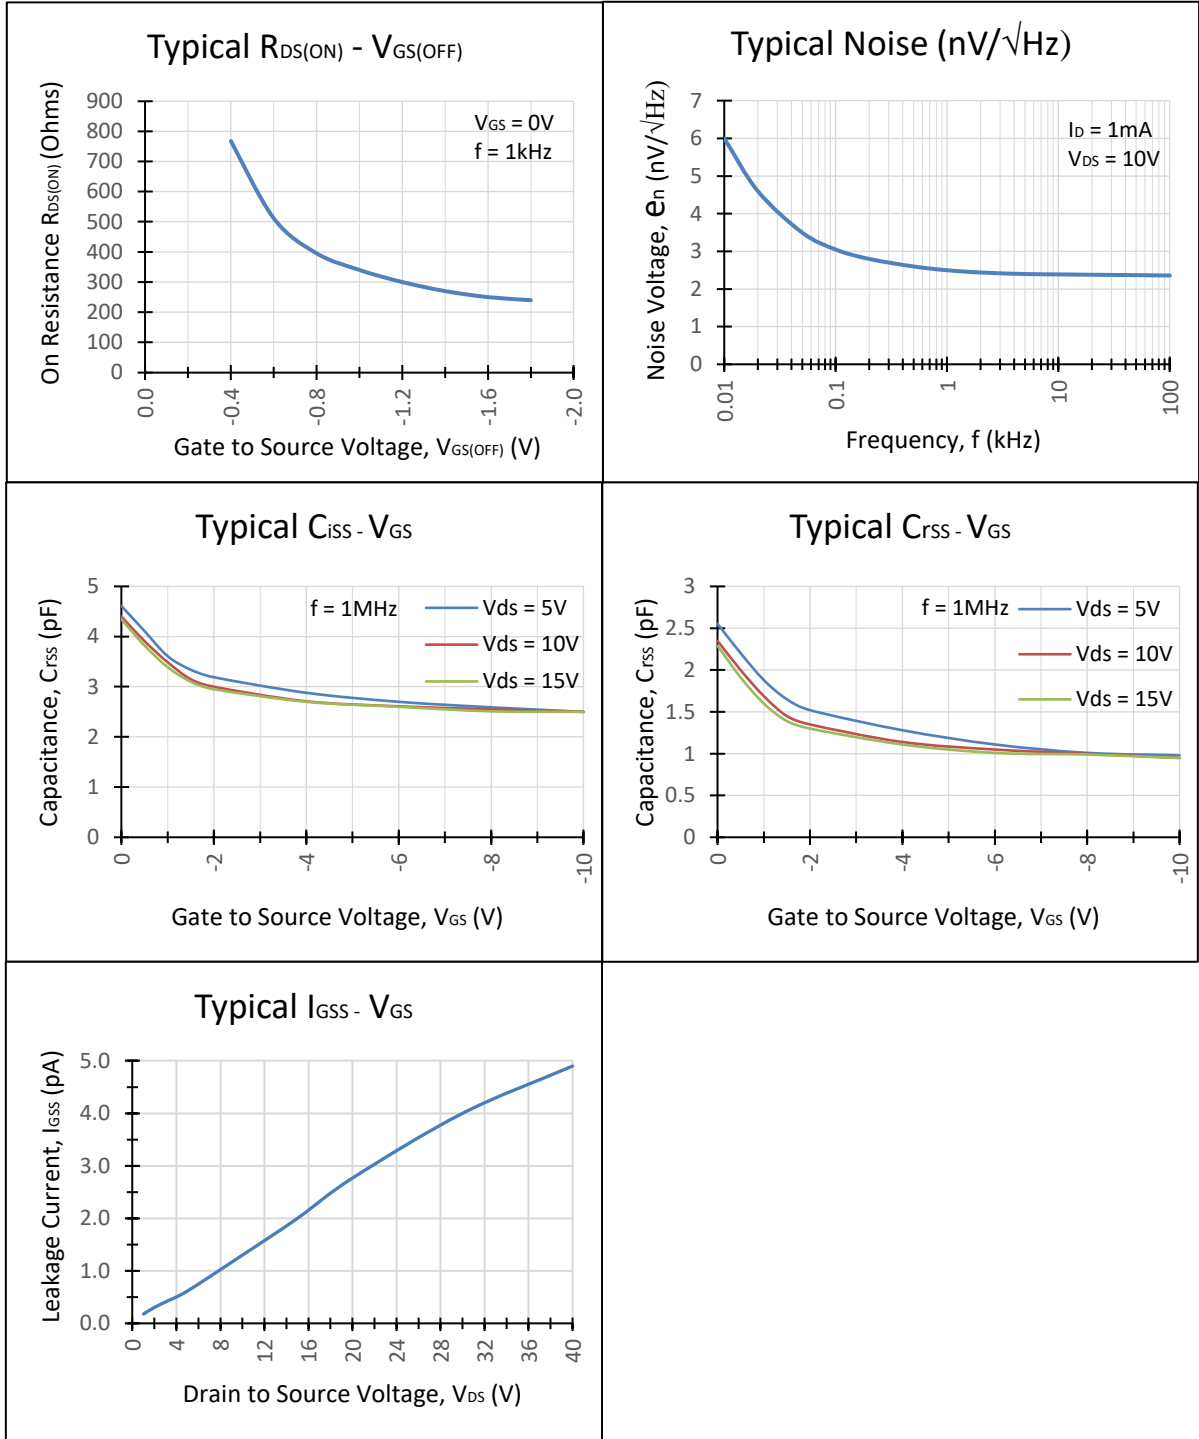 Typical RDS(ON) - VGS(OFF)
On Resistance RDS(ON) (Ohms)
900
800
700
600
500
400
300
200
100
0
VGS = 0V
f = 1kHz
0.0
-0.4
-0.8
-1.2
-1.6
-2.0
Gate to Source Voltage, VGS(OFF) (V)
Typical Noise (nV/√Hz)
Noise Voltage, en (nV/√Hz)
7
6
5
4
3
2
1
0
ID = 1mA
VDS = 10V
0.01
0.1
1
10
100
Frequency, f (kHz)
Typical CiSS - VGS
Capacitance, Crss (pF)
5
4
3
2
1
0
f = 1MHz
Vds = 5V
Vds = 10V
Vds = 15V
0
-2
-4
-6
-8
-10
Gate to Source Voltage, VGS (V)
Typical CrSS - VGS
Capacitance, Crss (pF)
3
2.5
2
1.5
1
0.5
0
f = 1MHz
Vds = 5V
Vds = 10V
Vds = 15V
0
-2
-4
-6
-8
-10
Gate to Source Voltage, VGS (V)
Typical IGSS - VGS
Leakage Current, IGSS (pA)
5.0
4.0
3.0
2.0
1.0
0.0
0
4
8
12
16
20
24
28
32
36
40
Drain to Source Voltage, VDS (V)